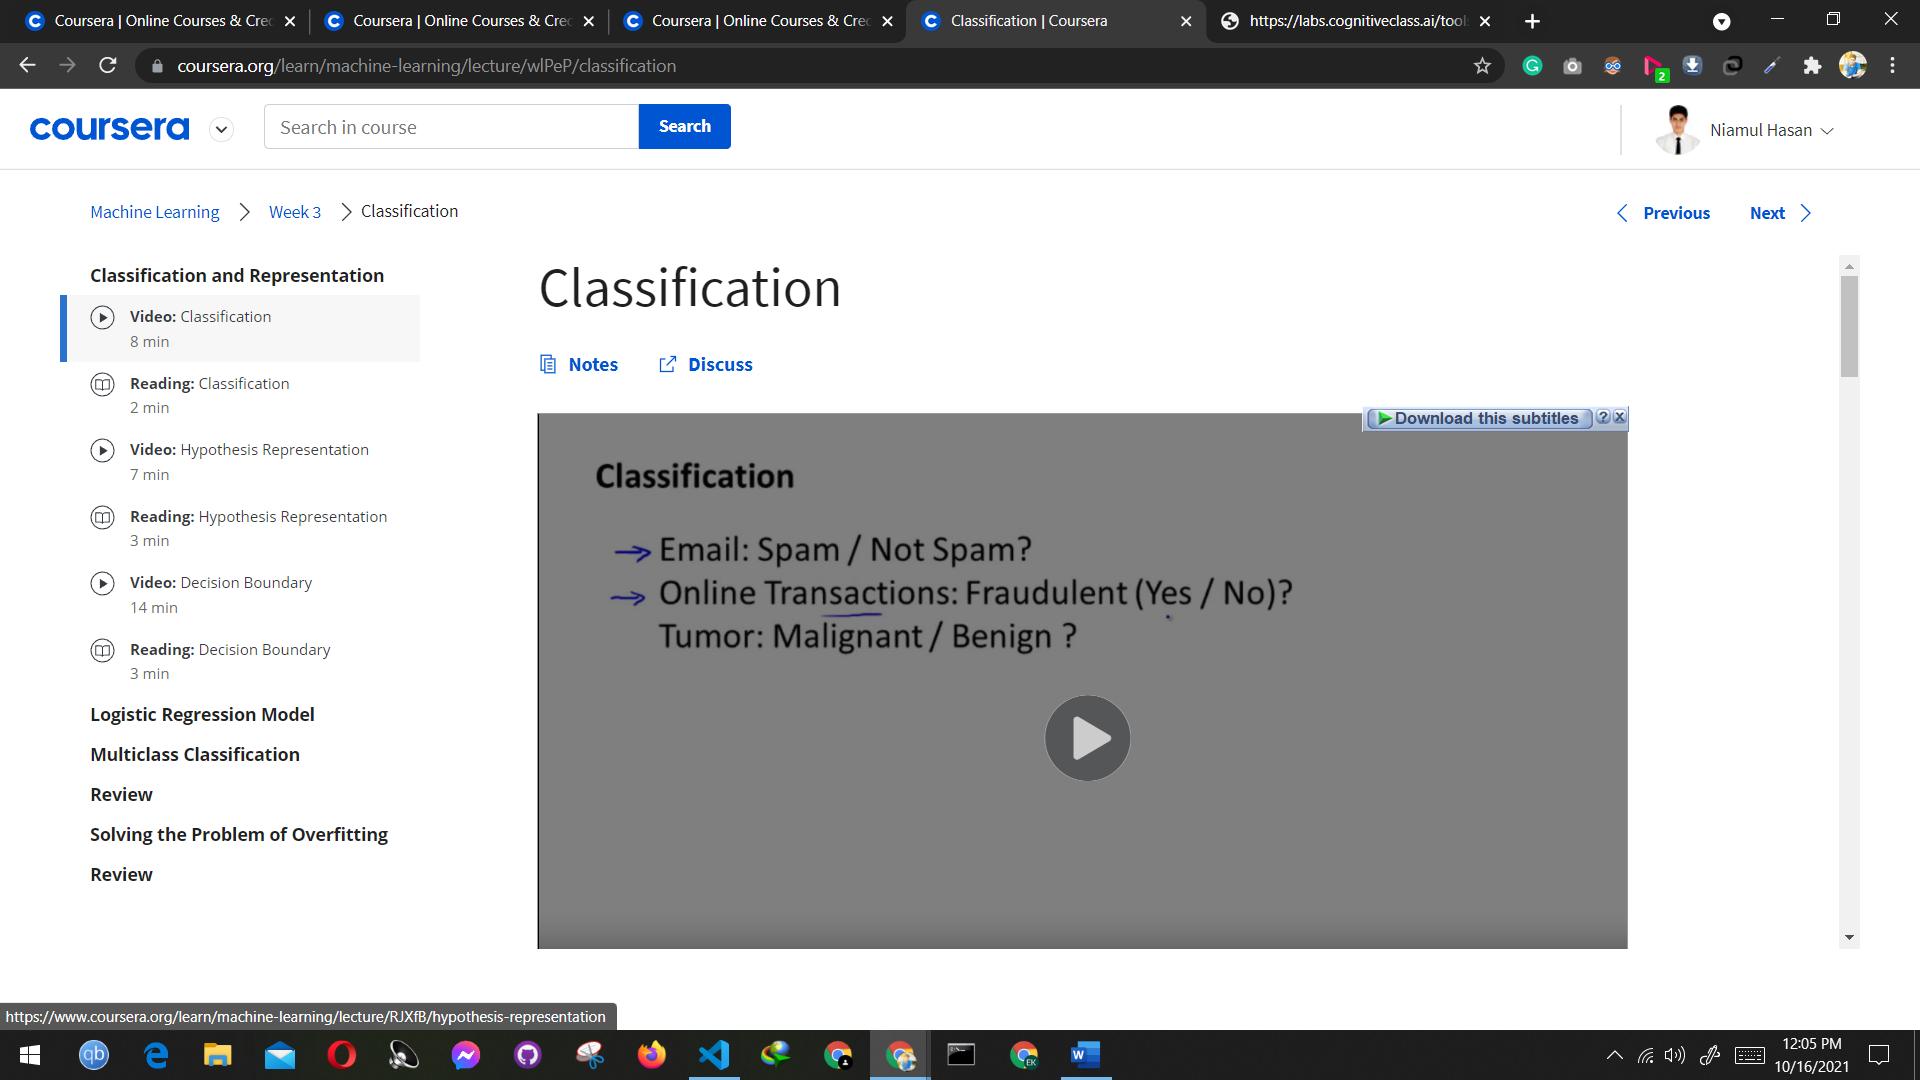 Coursera | Online Courses & Cre
Coursera | Online Courses & Cre
Coursera | Online Courses & Cre
Classification | Coursera
https://labs.cognitiveclass.ai/tool
coursera.org/learn/machine-learning/lecture/wlPeP/classification
2
coursera
Search in course
Search
Niamul Hasan
Machine Learning
Week 3
Classification
Previous
Next
Classification and Representation
Video: Classification
8 min
Reading: Classification
2 min
Video: Hypothesis Representation
7 min
Reading: Hypothesis Representation
3 min
Video: Decision Boundary
14 min
Reading: Decision Boundary
3 min
Logistic Regression Model
Multiclass Classification
Review
Solving the Problem of Overfitting
Review
Classification
Notes
Discuss
Download this subtitles
Classification
Email: Spam / Not Spam?
Online Transactions: Fraudulent (Yes / No)?
Tumor: Malignant / Benign ?
https://www.coursera.org/learn/machine-learning/lecture/RJXfB/hypothesis-representation
qb
EK
12:05 PM
10/16/2021